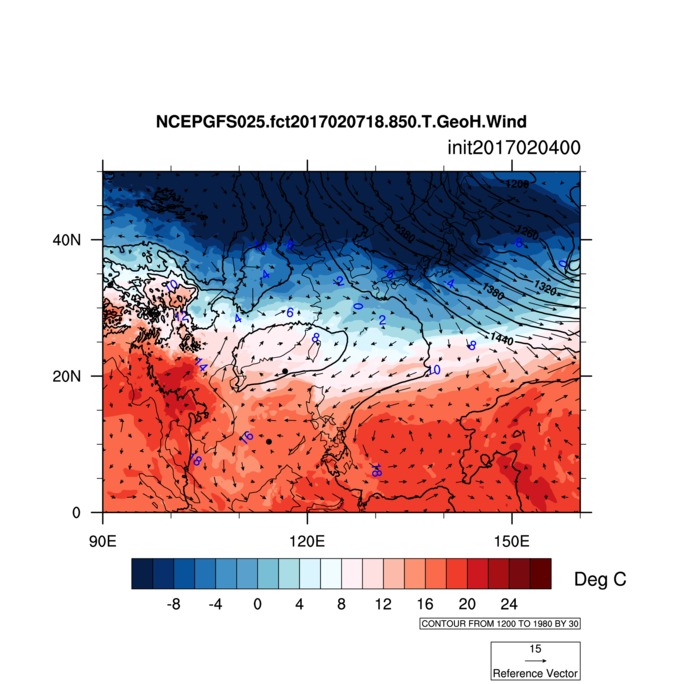 NCEPGFS025.fct2017020718.850.T.GeoH.Wind
init2017020400
1200
1260
1320
1380
1380
1440
40N
20N
0
90E 120E 150E
-8 -4 0 4 8 12 16 20 24 Deg C
CONTOUR FROM 1200 TO 1980 BY 30
15
Reference Vector